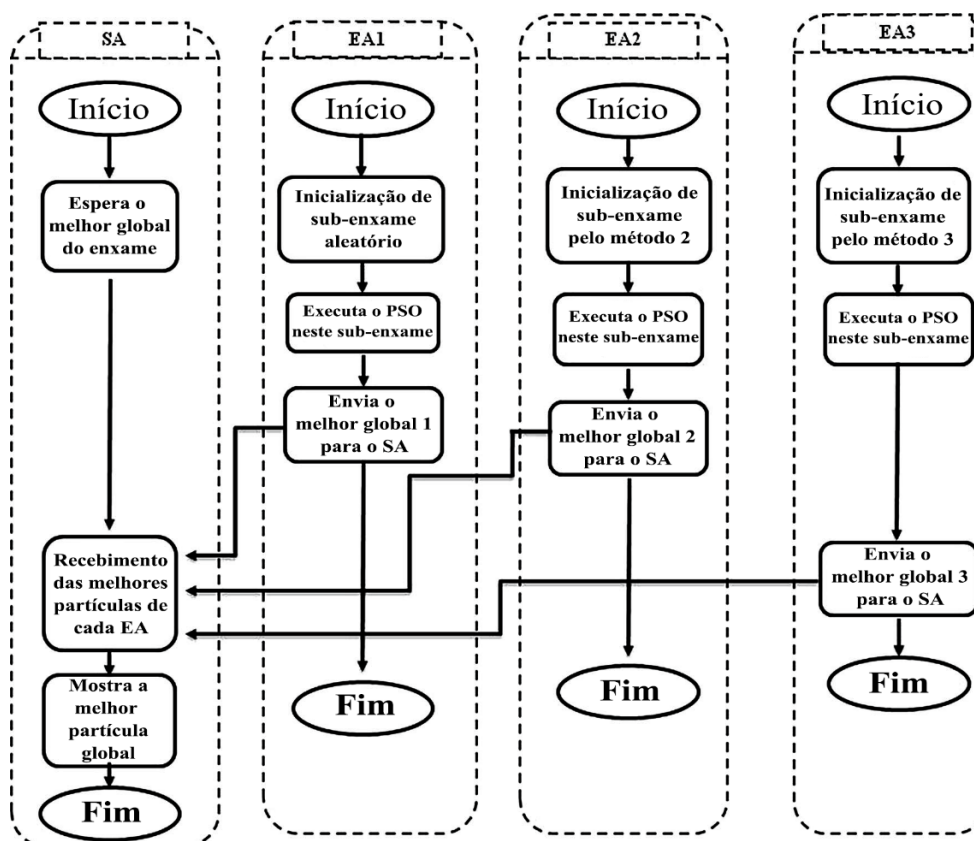 SA
Início
Espera o
melhor global
do enxame
Recebimento
das melhores
partículas de
cada EA
Mostra a
melhor
partícula
global
Fim
EA1
Início
Inicialização de
sub-enxame
aleatório
Executa o PSO
neste sub-enxame
Envia o
melhor global 1
para o SA
Fim
EA2
Início
Inicialização de
sub-enxame
pelo método 2
Executa o PSO
neste sub-enxame
Envia o
melhor global 2
para o SA
Fim
EA3
Início
Inicialização de
sub-enxame
pelo método 3
Executa o PSO
neste sub-enxame
Envia o
melhor global 3
para o SA
Fim